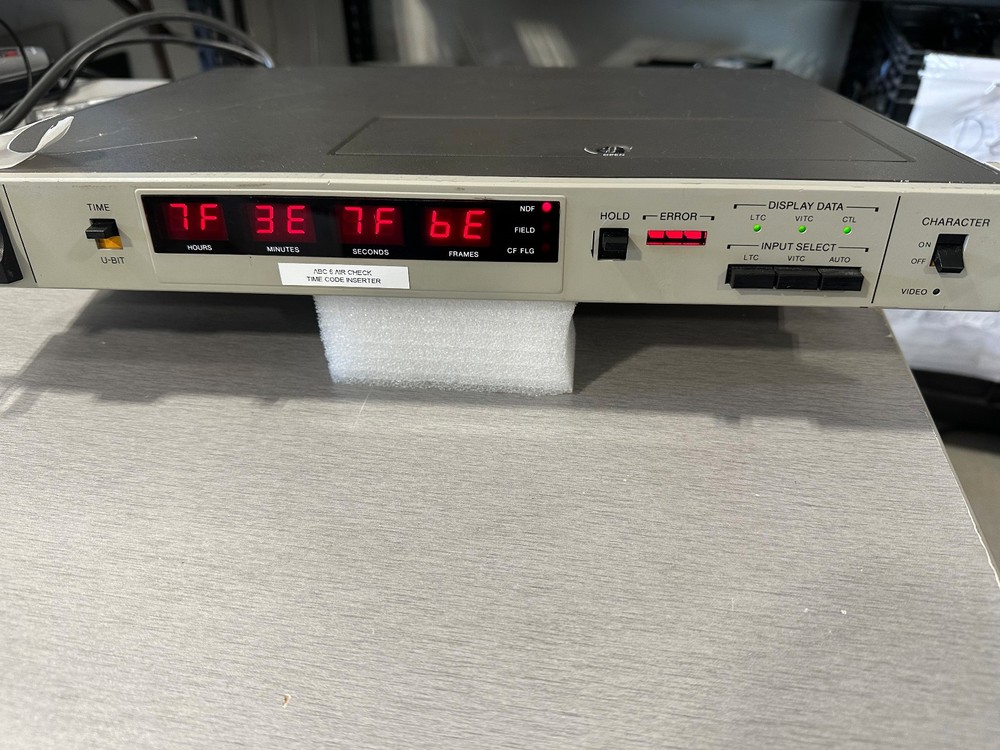 TIME
U-BIT
7F 3E 7F bE
HOURS MINUTES SECONDS FRAMES
NDF
FIELD
CF FLG
ABC 6 AIR CHECK
TIME CODE INSERTER
HOLD
ERROR
DISPLAY DATA
LTC VITC CTL
INPUT SELECT
LTC VITC AUTO
CHARACTER
ON
OFF
VIDEO